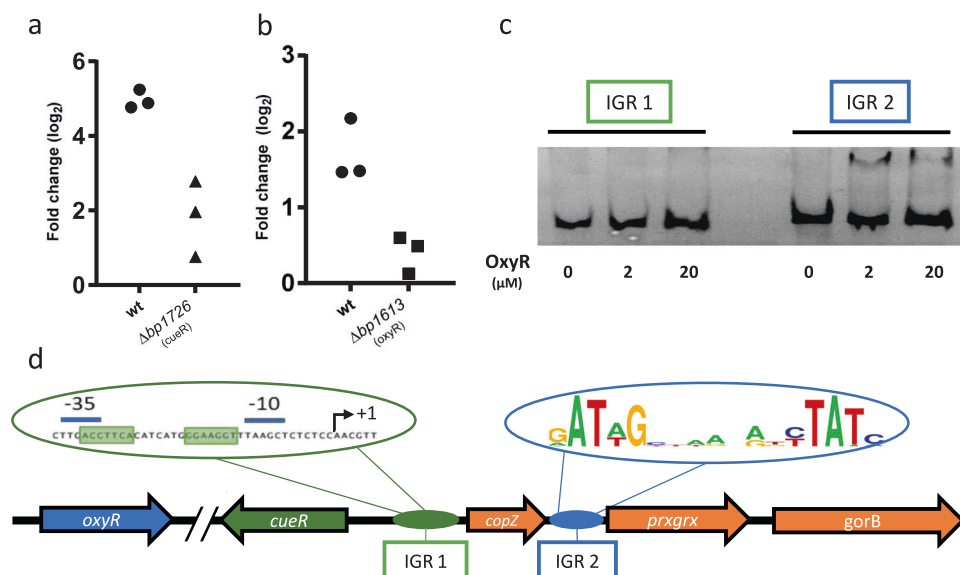 a
b
c
d
Fold change (log2)
6
4
2
0
wt
Δbp1726
(cueR)
Fold change (log2)
3
2
1
0
wt
Δbp1613
(oxyR)
IGR 1
IGR 2
OxyR
(μM)
0 2 20 0 2 20
-35 -10 +1
CTTCACCTTCACATCATGGGAAGGTTTAAGCTCTCTCCAACGTT
oxyR cueR copZ prxgrx gorB
IGR 1
IGR 2